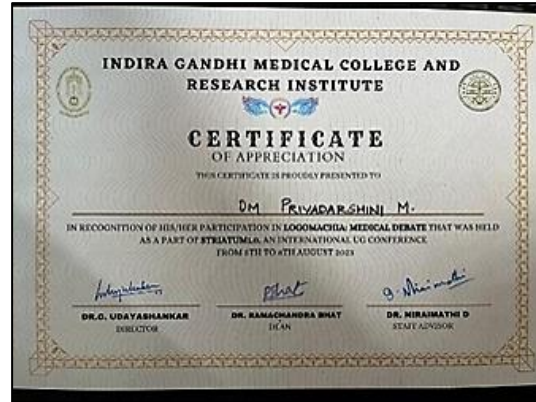 INDIRA GANDHI MEDICAL COLLEGE AND
RESEARCH INSTITUTE
CERTIFICATE
OF APPRECIATION
THIS CERTIFICATE IS PROUDLY PRESENTED TO
DM PRIYADARSHINI M.
IN RECOGNITION OF HIS/HER PARTICIPATION IN LOGOMACHIA: MEDICAL DEBATE THAT WAS HELD
AS A PART OF STRIATUM1.0, AN INTERNATIONAL UG CONFERENCE
FROM TO AUGUST 2023
DR.G. UDAYASHANKAR
DIRECTOR
DR. RAMACHANDRA BHAT
DEAN
DR. NIRAIMATHI D
STAFF ADVISOR